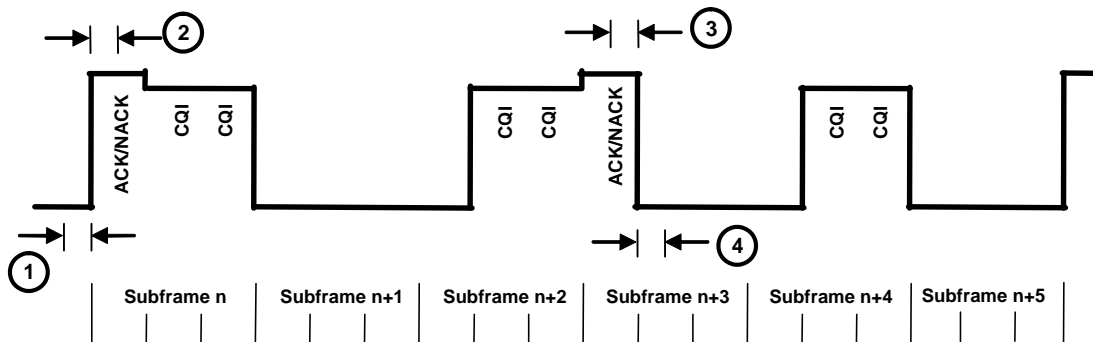 2
3
ACK/NACK
CQI
CQI
CQI
CQI
ACK/NACK
CQI
CQI
1
4
Subframe n
Subframe n+1
Subframe n+2
Subframe n+3
Subframe n+4
Subframe n+5